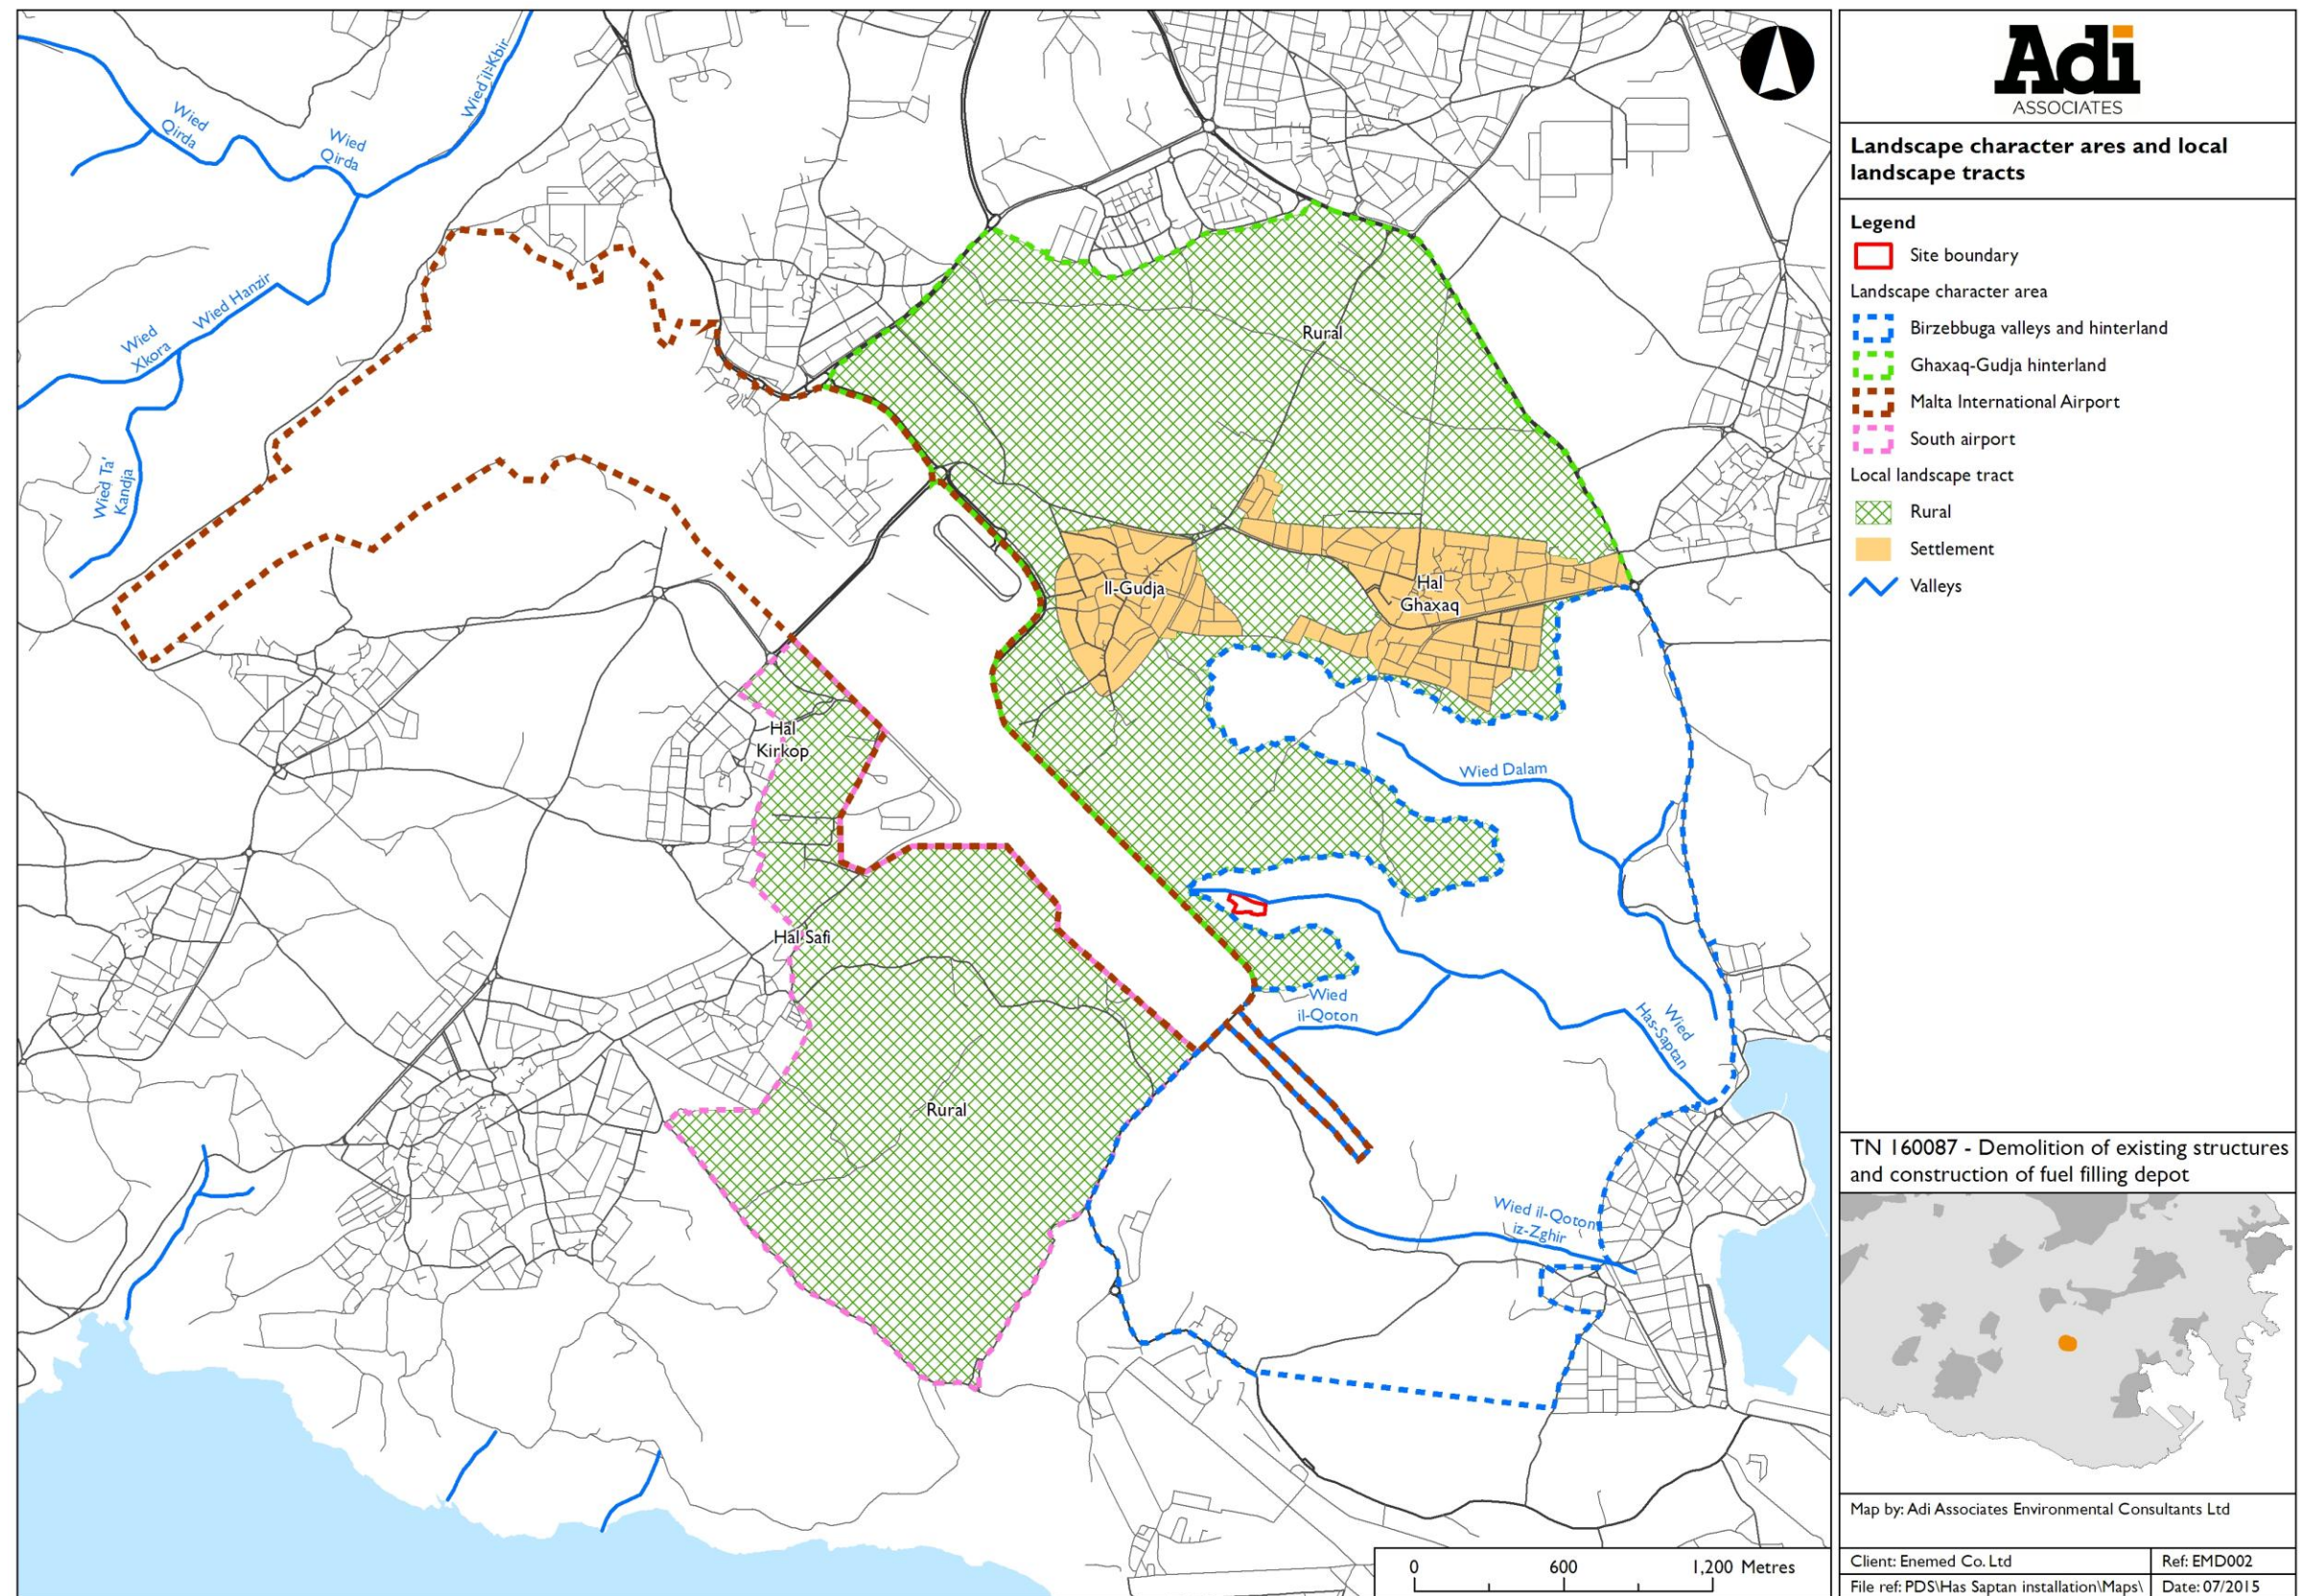 Wied il-Kbir
Wied
Qirda
Wied
Qirda
Wied Hanzir
Wied
Xkora
Wied Ta'
Kandja
Rural
Il-Gudja
Hal
Ghaxaq
Hal
Kirkop
Wied Dalam
Hal Safi
Wied
il-Qoton
Wied
Has-Saptan
Rural
Wied il-Qoton
iz-Zghir
0 600 1,200 Metres
Adi
ASSOCIATES
Landscape character ares and local
landscape tracts
Legend
Site boundary
Landscape character area
Birzebbuga valleys and hinterland
Ghaxaq-Gudja hinterland
Malta International Airport
South airport
Local landscape tract
Rural
Settlement
Valleys
TN 160087 - Demolition of existing structures
and construction of fuel filling depot
Map by: Adi Associates Environmental Consultants Ltd
Client: Enemed Co. Ltd
Ref: EMD002
File ref: PDS\Has Saptan installation\Maps\
Date: 07/2015